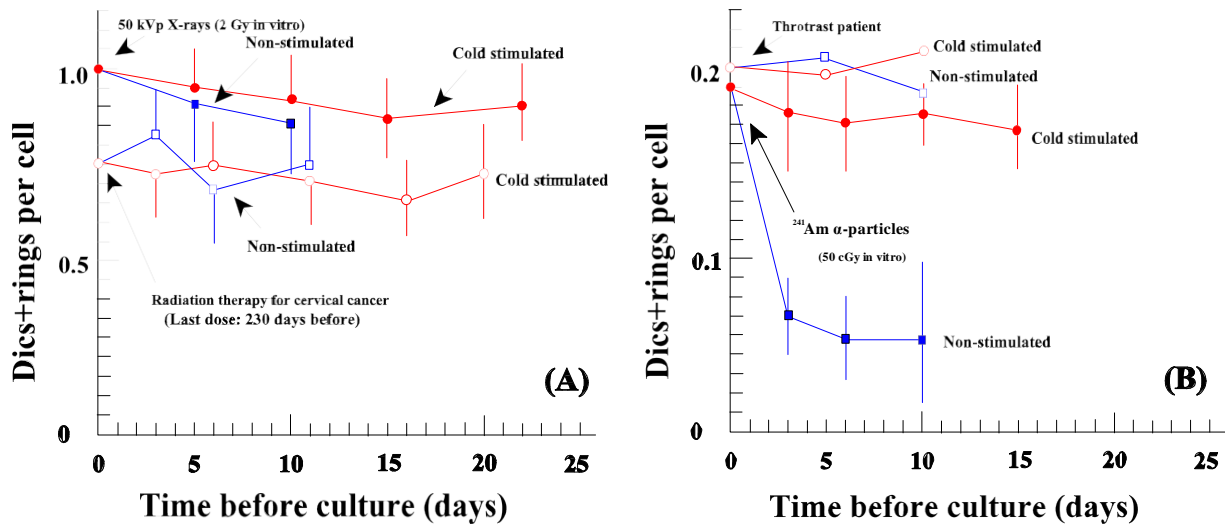 50 kVp X-rays (2 Gy in vitro)
Non-stimulated
Cold stimulated
Cold stimulated
Non-stimulated
Radiation therapy for cervical cancer
(Last dose: 230 days before)
(A)
Dics+rings per cell
1.0
0.5
0
0 5 10 15 20 25
Time before culture (days)
Throtrast patient
Cold stimulated
Non-stimulated
Cold stimulated
²⁴¹Am α-particles
(50 cGy in vitro)
Non-stimulated
(B)
Dics+rings per cell
0.2
0.1
0
0 5 10 15 20 25
Time before culture (days)